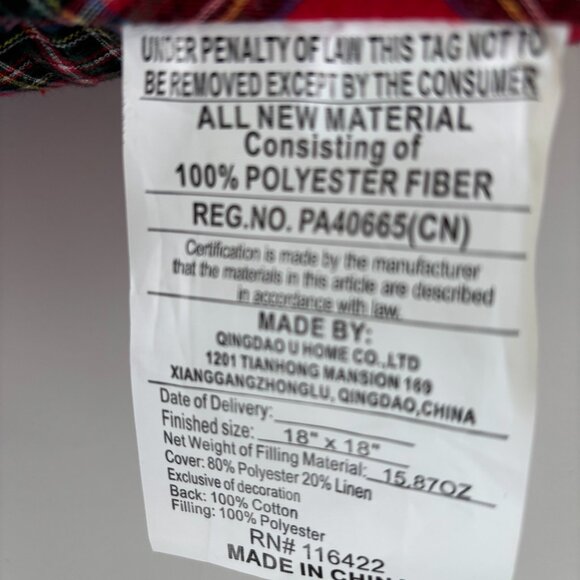 UNDER PENALTY OF LAW THIS TAG NOT TO
BE REMOVED EXCEPT BY THE CONSUMER
ALL NEW MATERIAL
Consisting of
100% POLYESTER FIBER
REG.NO. PA40665(CN)
Certification is made by the manufacturer
that the materials in this article are described
in accordance with law.
MADE BY:
QINGDAO U HOME CO.,LTD
1201 TIANHONG MANSION 169
XIANGGANGZHONGLU, QINGDAO,CHINA
Date of Delivery:
Finished size: 18" x 18"
Net Weight of Filling Material: 15.87OZ
Cover: 80% Polyester 20% Linen
Exclusive of decoration
Back: 100% Cotton
Filling: 100% Polyester
RN# 116422
MADE IN CHINA